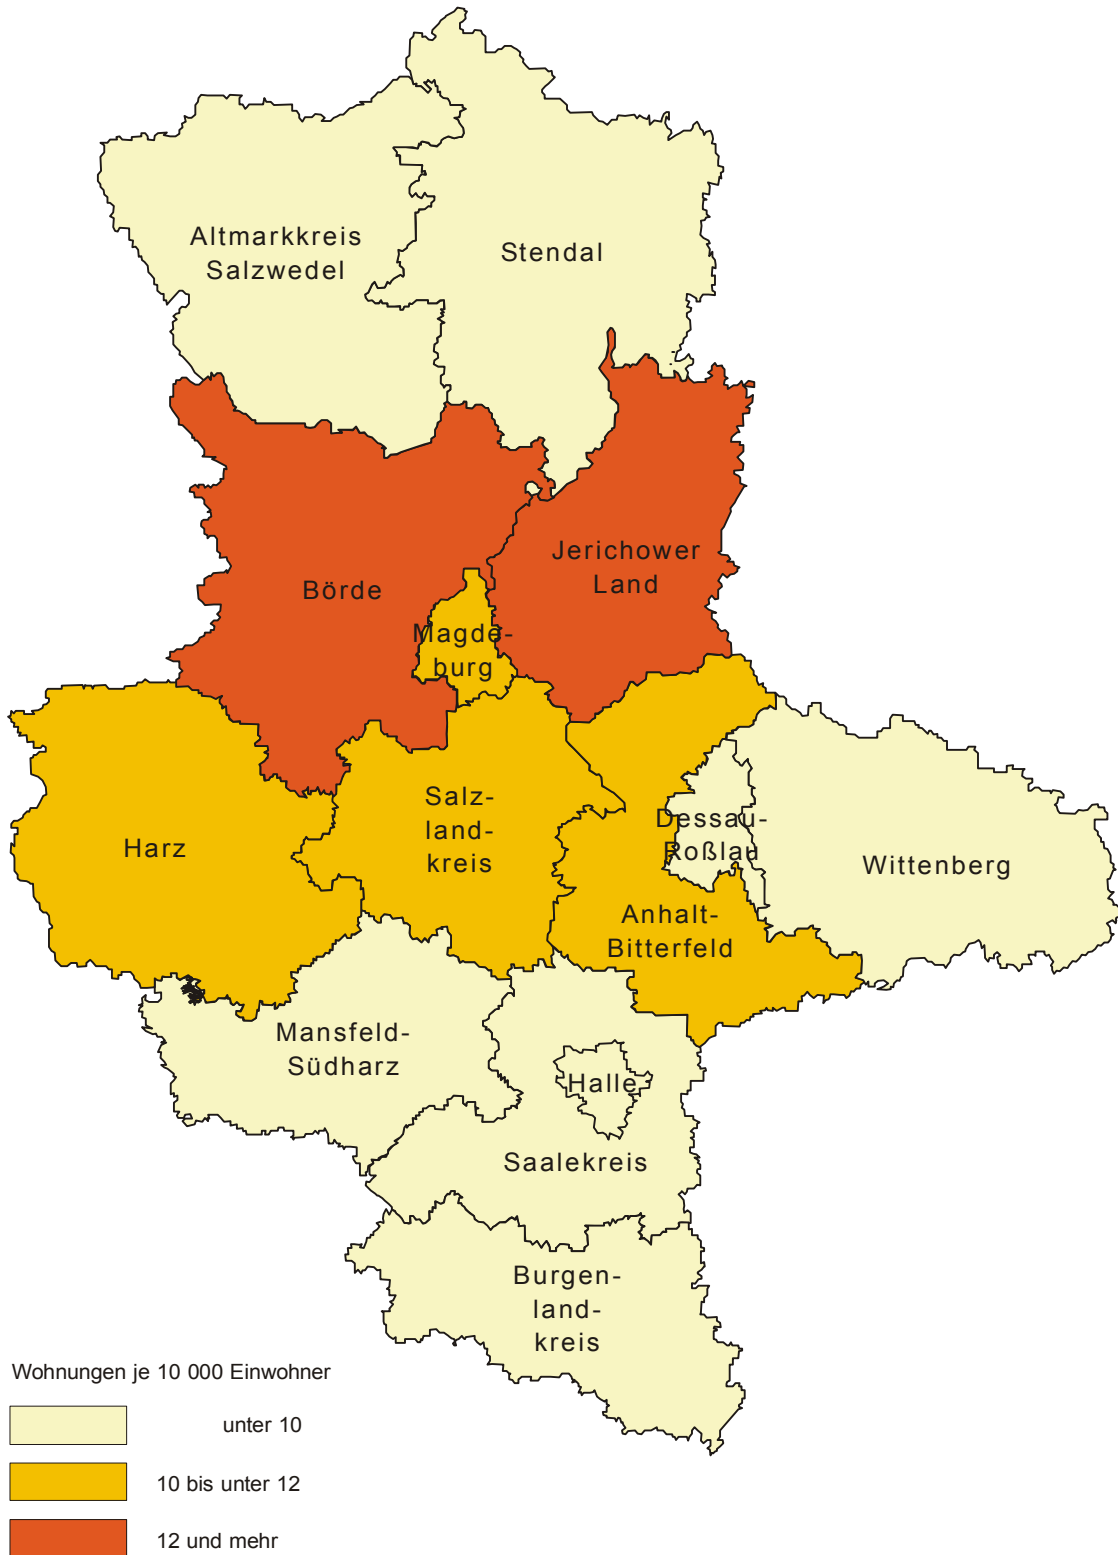 Altmarkkreis
Salzwedel
Stendal
Jerichower
Land
Börde
Magde-
burg
Salz-
land-
kreis
Harz
Dessau-
Roßlau
Wittenberg
Anhalt-
Bitterfeld
Mansfeld-
Südharz
Halle
Saalekreis
Burgen-
land-
kreis
Wohnungen je 10 000 Einwohner
unter 10
10 bis unter 12
12 und mehr